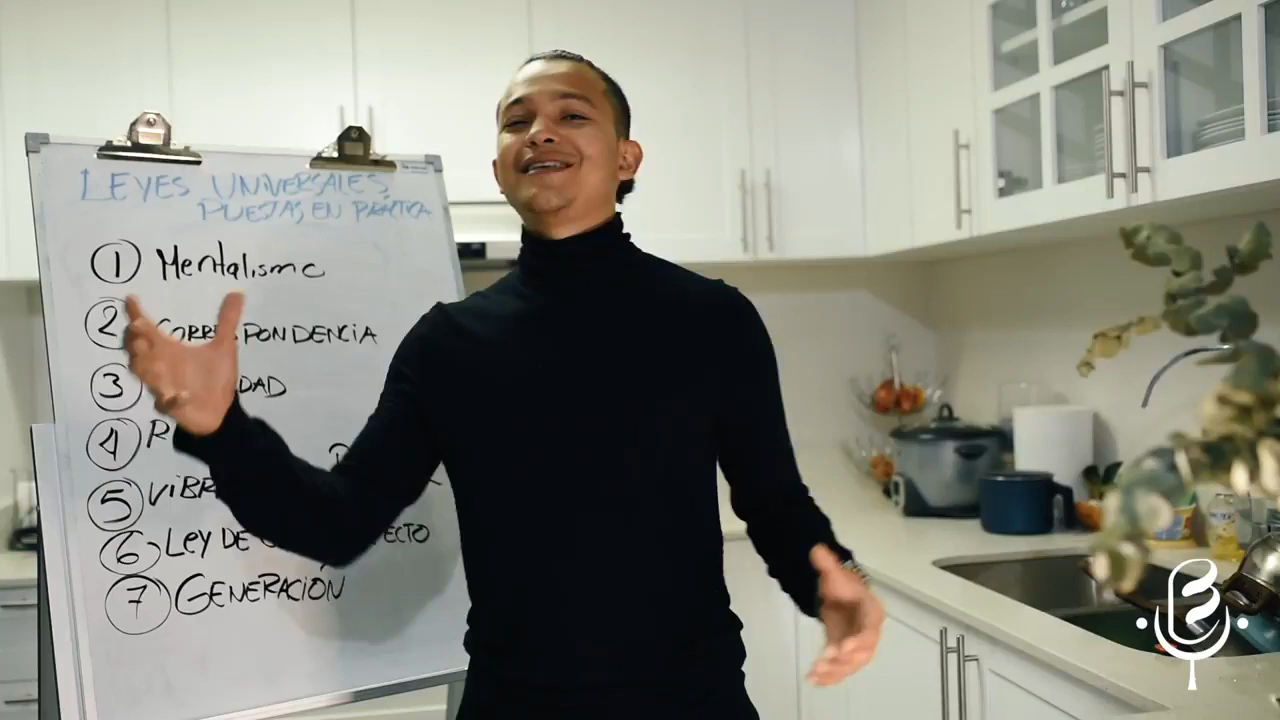 LEYES UNIVERSALES
PUESTAS EN PRÁCTICA
1 Mentalismo
2 CORRESPONDENCIA
3 DAD
4 R
5 VIBR
6 Ley DE ECTO
7 GENERACIÓN